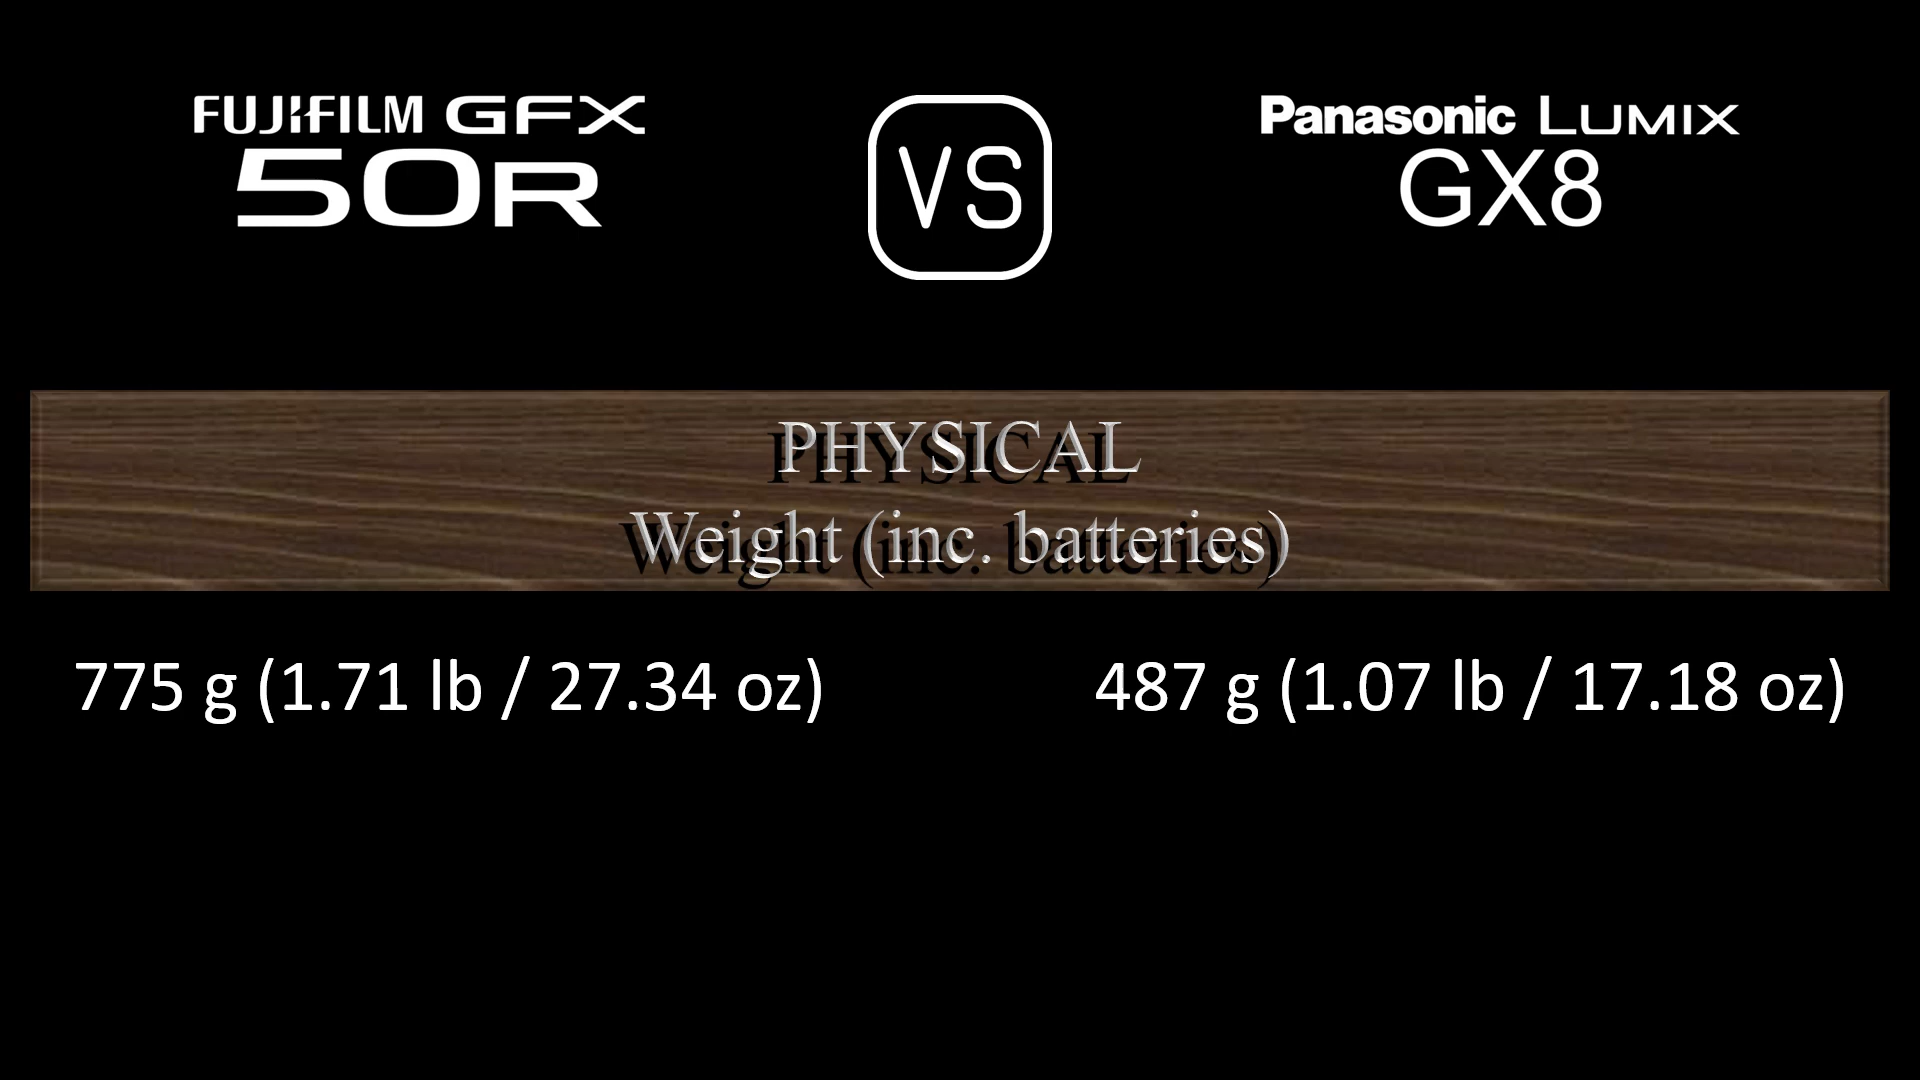 FUJIFILM GFX
50R
VS
Panasonic LUMIX
GX8
PHYSICAL
Weight (inc. batteries)
775 g (1.71 lb / 27.34 oz)
487 g (1.07 lb / 17.18 oz)